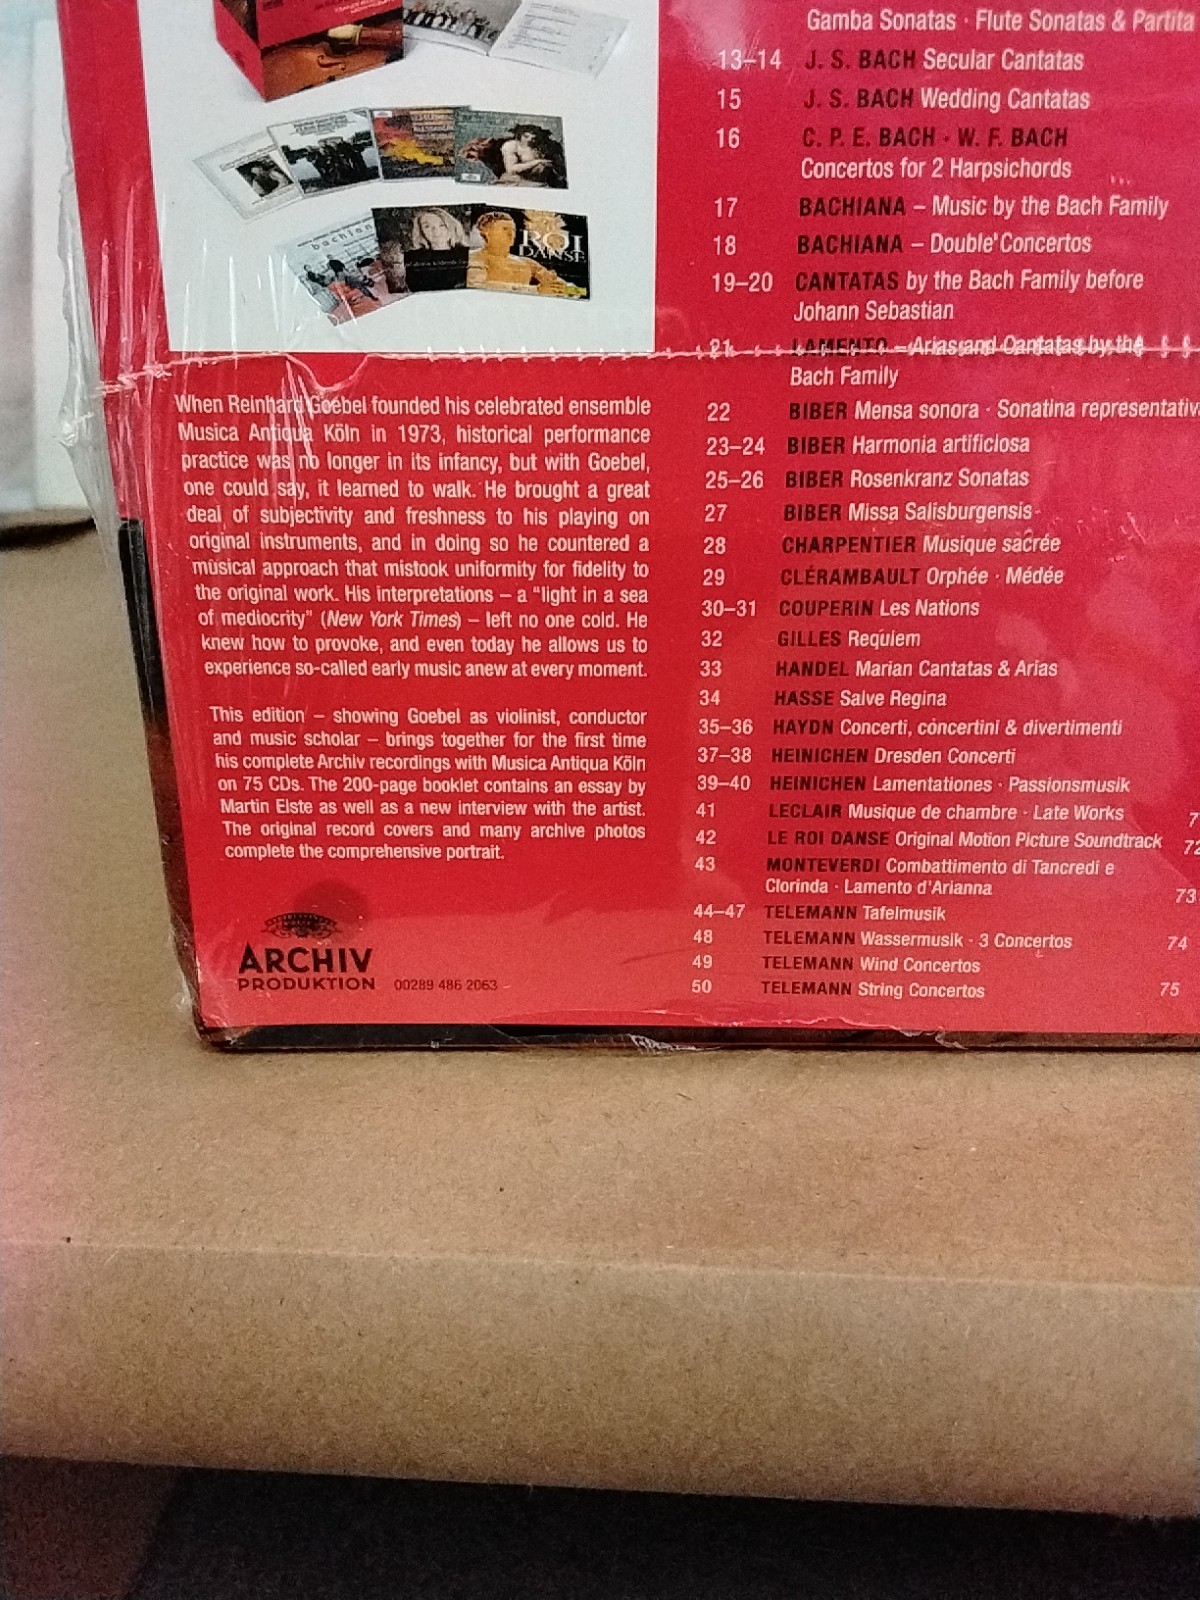 bachiana
ROI
DANSE
When Reinhard Goebel founded his celebrated ensemble
Musica Antiqua Köln in 1973, historical performance
practice was no longer in its infancy, but with Goebel,
one could say, it learned to walk. He brought a great
deal of subjectivity and freshness to his playing on
original instruments, and in doing so he countered a
musical approach that mistook uniformity for fidelity to
the original work. His interpretations – a “light in a sea
of mediocrity” (New York Times) – left no one cold. He
knew how to provoke, and even today he allows us to
experience so-called early music anew at every moment.
This edition – showing Goebel as violinist, conductor
and music scholar – brings together for the first time
his complete Archiv recordings with Musica Antiqua Köln
on 75 CDs. The 200-page booklet contains an essay by
Martin Elste as well as a new interview with the artist.
The original record covers and many archive photos
complete the comprehensive portrait.
ARCHIV
PRODUKTION 00289 486 2063
Gamba Sonatas · Flute Sonatas & Partita
13–14 J. S. BACH Secular Cantatas
15 J. S. BACH Wedding Cantatas
16 C. P. E. BACH · W. F. BACH
Concertos for 2 Harpsichords
17 BACHIANA – Music by the Bach Family
18 BACHIANA – Double Concertos
19–20 CANTATAS by the Bach Family before
Johann Sebastian
21 LAMENTO – Arias and Cantatas by the
Bach Family
22 BIBER Mensa sonora · Sonatina representativ
23–24 BIBER Harmonia artificiosa
25–26 BIBER Rosenkranz Sonatas
27 BIBER Missa Salisburgensis
28 CHARPENTIER Musique sacrée
29 CLÉRAMBAULT Orphée · Médée
30–31 COUPERIN Les Nations
32 GILLES Requiem
33 HANDEL Marian Cantatas & Arias
34 HASSE Salve Regina
35–36 HAYDN Concerti, concertini & divertimenti
37–38 HEINICHEN Dresden Concerti
39–40 HEINICHEN Lamentationes · Passionsmusik
41 LECLAIR Musique de chambre · Late Works
42 LE ROI DANSE Original Motion Picture Soundtrack
43 MONTEVERDI Combattimento di Tancredi e
Clorinda · Lamento d'Arianna
44–47 TELEMANN Tafelmusik
48 TELEMANN Wassermusik · 3 Concertos
49 TELEMANN Wind Concertos
50 TELEMANN String Concertos
7
72
73
74
75